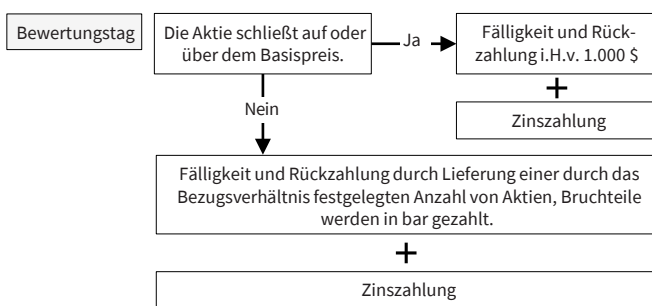 Bewertungstag
Die Aktie schließt auf oder
über dem Basispreis.
Ja
Fälligkeit und Rück-
zahlung i.H.v. 1.000 $
+
Zinszahlung
Nein
Fälligkeit und Rückzahlung durch Lieferung einer durch das
Bezugsverhältnis festgelegten Anzahl von Aktien, Bruchteile
werden in bar gezahlt.
+
Zinszahlung